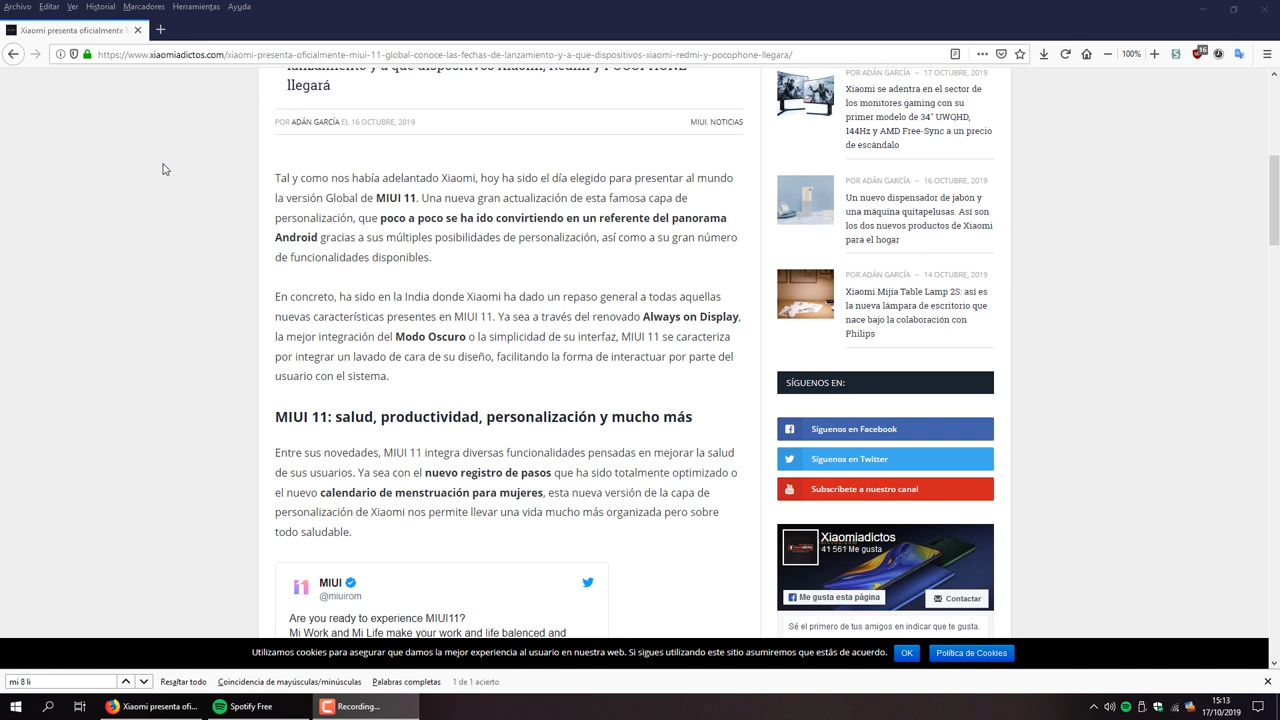 Archivo Editar Ver Historial Marcadores Herramientas Ayuda
Xiaomi presenta oficialmente
https://www.xiaomiadictos.com/xiaomi-presenta-oficialmente-miui-11-global-conoce-las-fechas-de-lanzamiento-y-a-que-dispositivos-xiaomi-redmi-y-pocophone-llegara/
100%
16
lanzamiento y a qué dispositivos Xiaomi, Redmi y POCOPHONE
llegará
POR ADÁN GARCÍA EL 16 OCTUBRE, 2019
MIUI, NOTICIAS
Tal y como nos había adelantado Xiaomi, hoy ha sido el día elegido para presentar al mundo
la versión Global de MIUI 11. Una nueva gran actualización de esta famosa capa de
personalización, que poco a poco se ha ido convirtiendo en un referente del panorama
Android gracias a sus múltiples posibilidades de personalización, así como a su gran número
de funcionalidades disponibles.
En concreto, ha sido en la India donde Xiaomi ha dado un repaso general a todas aquellas
nuevas características presentes en MIUI 11. Ya sea a través del renovado Always on Display,
la mejor integración del Modo Oscuro o la simplicidad de su interfaz, MIUI 11 se caracteriza
por integrar un lavado de cara de su diseño, facilitando la forma de interactuar por parte del
usuario con el sistema.
MIUI 11: salud, productividad, personalización y mucho más
Entre sus novedades, MIUI 11 integra diversas funcionalidades pensadas en mejorar la salud
de sus usuarios. Ya sea con el nuevo registro de pasos que ha sido totalmente optimizado o
el nuevo calendario de menstruación para mujeres, esta nueva versión de la capa de
personalización de Xiaomi nos permite llevar una vida mucho más organizada pero sobre
todo saludable.
MIUI
@miuirom
Are you ready to experience MIUI11?
Mi Work and Mi Life make your work and life balenced and
POR ADÁN GARCÍA – 17 OCTUBRE, 2019
Xiaomi se adentra en el sector de
los monitores gaming con su
primer modelo de 34" UWQHD,
144Hz y AMD Free-Sync a un precio
de escándalo
POR ADÁN GARCÍA – 16 OCTUBRE, 2019
Un nuevo dispensador de jabón y
una máquina quitapelusas. Así son
los dos nuevos productos de Xiaomi
para el hogar
POR ADÁN GARCÍA – 14 OCTUBRE, 2019
Xiaomi Mijia Table Lamp 2S: así es
la nueva lámpara de escritorio que
nace bajo la colaboración con
Philips
SÍGUENOS EN:
Síguenos en Facebook
Síguenos en Twitter
Subscríbete a nuestro canal
Xiaomiadictos
41 561 Me gusta
Me gusta esta página
Contactar
Sé el primero de tus amigos en indicar que te gusta.
Utilizamos cookies para asegurar que damos la mejor experiencia al usuario en nuestra web. Si sigues utilizando este sitio asumiremos que estás de acuerdo. OK Política de Cookies
mi 8 li
Resaltar todo Coincidencia de mayúsculas/minúsculas Palabras completas 1 de 1 acierto
Xiaomi presenta ofi...
Spotify Free
Recording...
15:13
17/10/2019